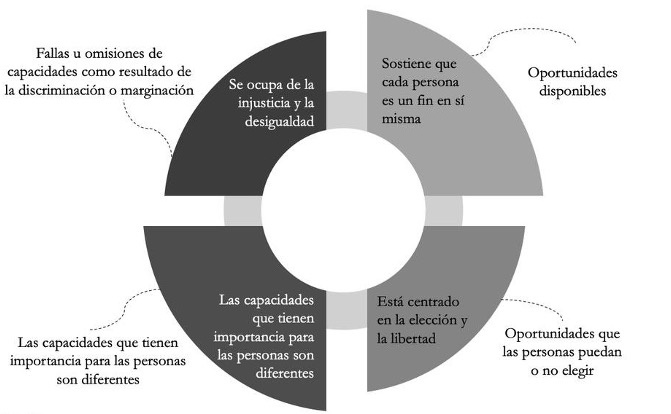 Fallas u omisiones de
capacidades como resultado de
la discriminación o marginación
Se ocupa de la
injusticia y la
desigualdad
Sostiene que
cada persona
es un fin en sí
misma
Oportunidades
disponibles
Las capacidades que tienen
importancia para las personas
son diferentes
Las capacidades
que tienen
importancia para
las personas son
diferentes
Está centrado
en la elección y
la libertad
Oportunidades que
las personas puedan
o no elegir